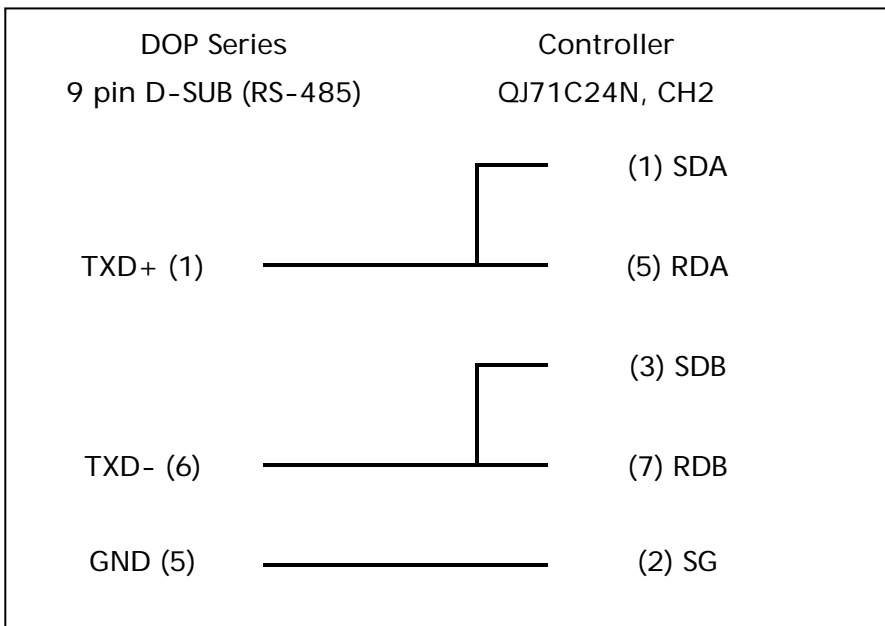 DOP Series Controller
9 pin D-SUB (RS-485) QJ71C24N, CH2
(1) SDA
TXD+ (1) (5) RDA
(3) SDB
TXD- (6) (7) RDB
GND (5) (2) SG